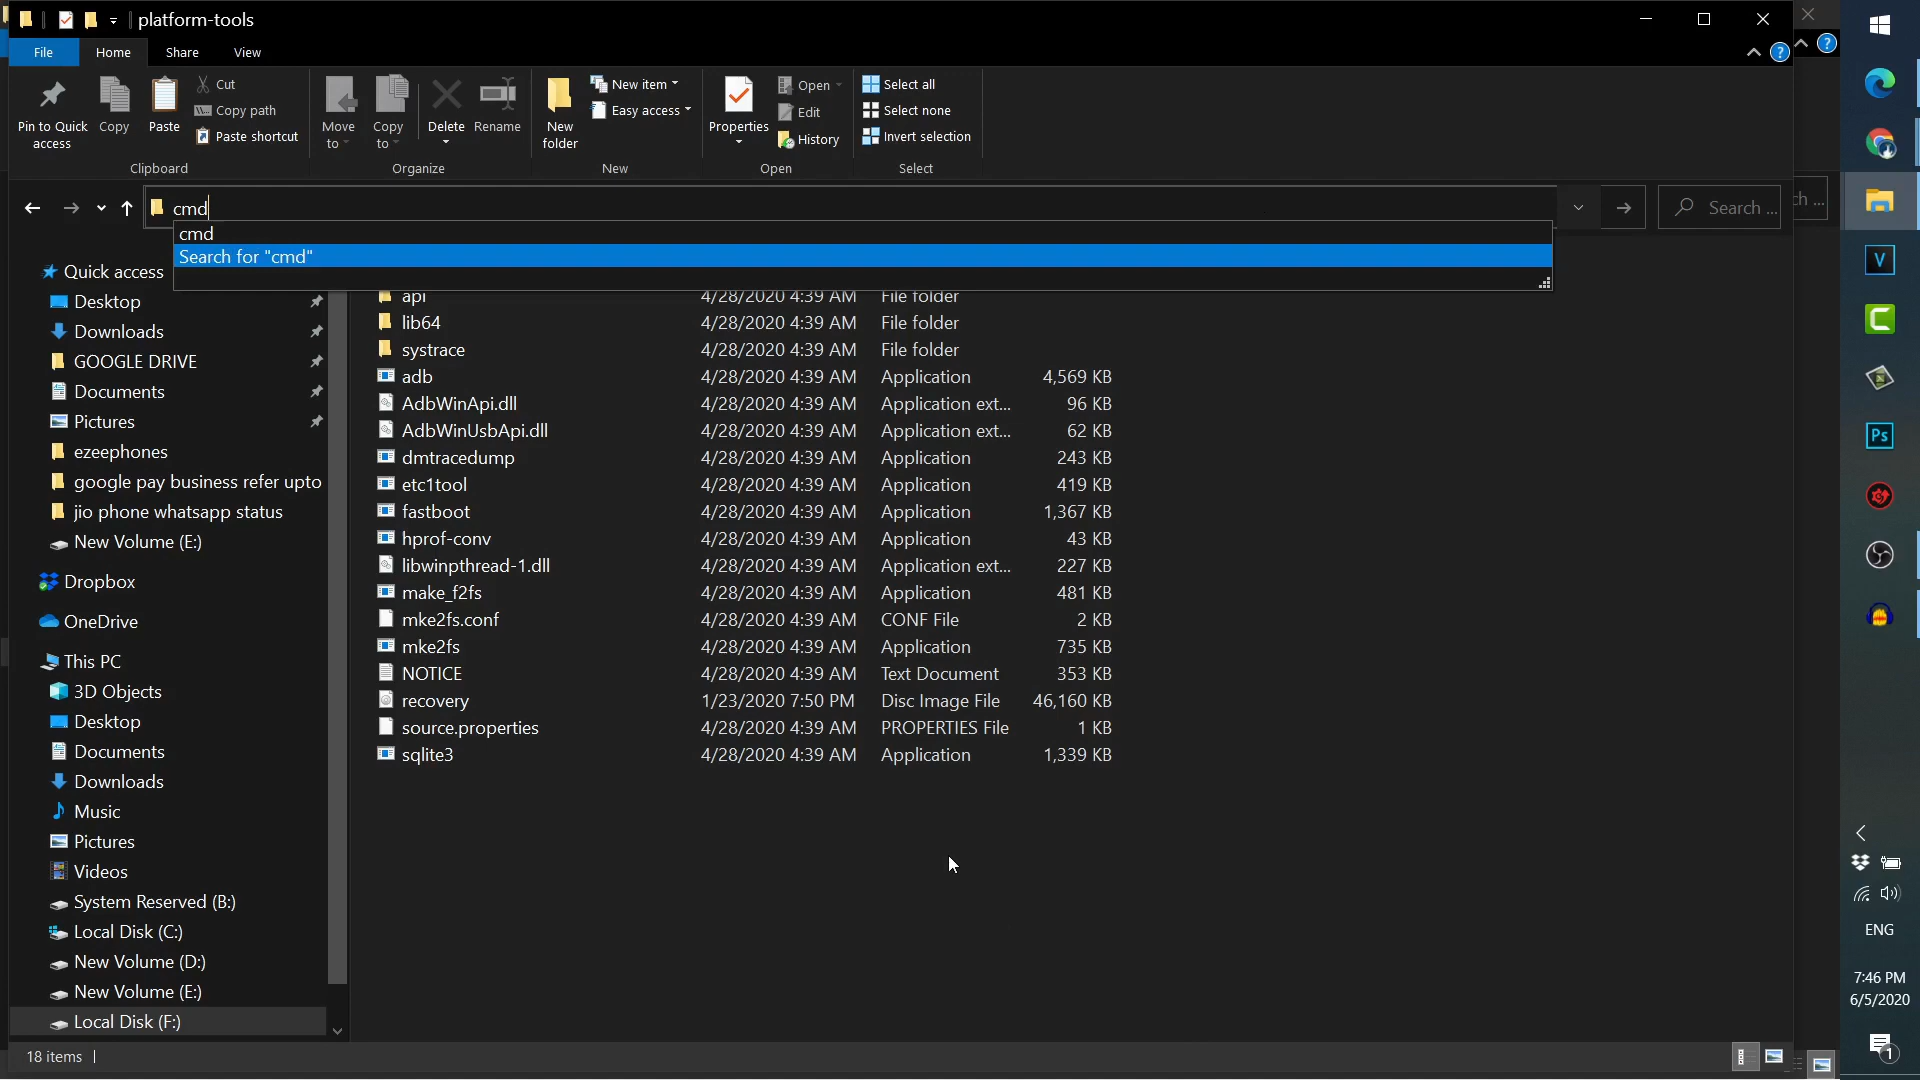 platform-tools
File
Home
Share
View
Pin to Quick
access
Copy
Paste
Cut
Copy path
Paste shortcut
Clipboard
Move
to
Copy
to
Delete
Rename
Organize
New
folder
New item
Easy access
New
Properties
Open
Edit
History
Open
Select all
Select none
Invert selection
Select
cmd
Search ...
ch ...
cmd
Search for "cmd"
Quick access
Desktop
Downloads
GOOGLE DRIVE
Documents
Pictures
ezeephones
google pay business refer upto
jio phone whatsapp status
New Volume (E:)
Dropbox
OneDrive
This PC
3D Objects
Desktop
Documents
Downloads
Music
Pictures
Videos
System Reserved (B:)
Local Disk (C:)
New Volume (D:)
New Volume (E:)
Local Disk (F:)
api 4/28/2020 4:39 AM File folder
lib64 4/28/2020 4:39 AM File folder
systrace 4/28/2020 4:39 AM File folder
adb 4/28/2020 4:39 AM Application 4,569 KB
AdbWinApi.dll 4/28/2020 4:39 AM Application ext... 96 KB
AdbWinUsbApi.dll 4/28/2020 4:39 AM Application ext... 62 KB
dmtracedump 4/28/2020 4:39 AM Application 243 KB
etc1tool 4/28/2020 4:39 AM Application 419 KB
fastboot 4/28/2020 4:39 AM Application 1,367 KB
hprof-conv 4/28/2020 4:39 AM Application 43 KB
libwinpthread-1.dll 4/28/2020 4:39 AM Application ext... 227 KB
make_f2fs 4/28/2020 4:39 AM Application 481 KB
mke2fs.conf 4/28/2020 4:39 AM CONF File 2 KB
mke2fs 4/28/2020 4:39 AM Application 735 KB
NOTICE 4/28/2020 4:39 AM Text Document 353 KB
recovery 1/23/2020 7:50 PM Disc Image File 46,160 KB
source.properties 4/28/2020 4:39 AM PROPERTIES File 1 KB
sqlite3 4/28/2020 4:39 AM Application 1,339 KB
18 items
V
Ps
ENG
7:46 PM
6/5/2020
1